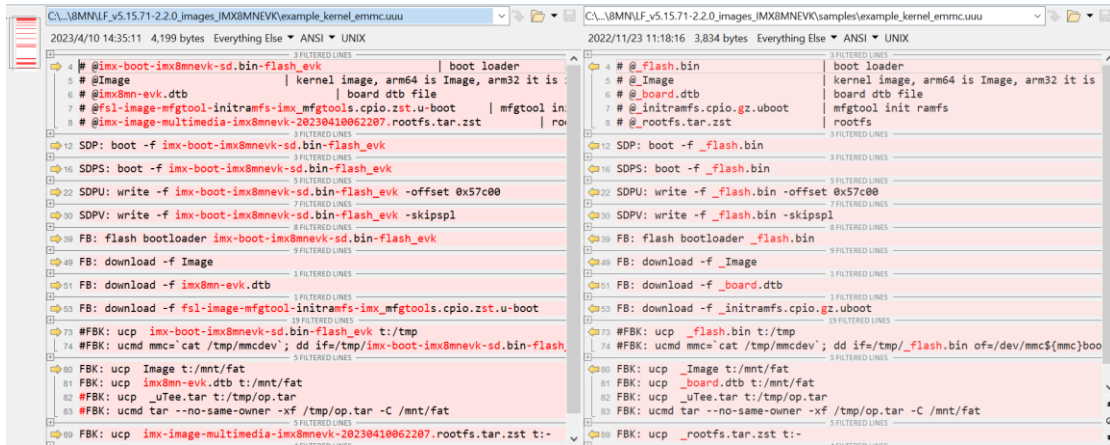 C:\...\8MN\LF_v5.15.71-2.2.0_images_IMX8MNEVK\example_kernel_emmc.uuu
2023/4/10 14:35:11 4,199 bytes Everything Else ANSI UNIX
3 FILTERED LINES
4 # @imx-boot-imx8mnevk-sd.bin-flash_evk | boot loader
5 # @Image | kernel image, arm64 is Image, arm32 it is
6 # @imx8mn-evk.dtb | board dtb file
7 # @fsl-image-mfgtool-initramfs-imx_mfgtools.cpio.zst.u-boot | mfgtool in
8 # @imx-image-multimedia-imx8mnevk-20230410062207.rootfs.tar.zst | ro
3 FILTERED LINES
12 SDP: boot -f imx-boot-imx8mnevk-sd.bin-flash_evk
3 FILTERED LINES
16 SDPS: boot -f imx-boot-imx8mnevk-sd.bin-flash_evk
5 FILTERED LINES
22 SDPU: write -f imx-boot-imx8mnevk-sd.bin-flash_evk -offset 0x57c00
7 FILTERED LINES
30 SDPV: write -f imx-boot-imx8mnevk-sd.bin-flash_evk -skipspl
8 FILTERED LINES
39 FB: flash bootloader imx-boot-imx8mnevk-sd.bin-flash_evk
9 FILTERED LINES
49 FB: download -f Image
1 FILTERED LINES
51 FB: download -f imx8mn-evk.dtb
1 FILTERED LINES
53 FB: download -f fsl-image-mfgtool-initramfs-imx_mfgtools.cpio.zst.u-boot
19 FILTERED LINES
73 #FBK: ucp imx-boot-imx8mnevk-sd.bin-flash_evk t:/tmp
74 #FBK: ucmd mmc=`cat /tmp/mmcdev`; dd if=/tmp/imx-boot-imx8mnevk-sd.bin-flash_
5 FILTERED LINES
80 FBK: ucp Image t:/mnt/fat
81 FBK: ucp imx8mn-evk.dtb t:/mnt/fat
82 #FBK: ucp _uTee.tar t:/tmp/op.tar
83 #FBK: ucmd tar --no-same-owner -xf /tmp/op.tar -C /mnt/fat
5 FILTERED LINES
89 FBK: ucp imx-image-multimedia-imx8mnevk-20230410062207.rootfs.tar.zst t:-
C:\...\8MN\LF_v5.15.71-2.2.0_images_IMX8MNEVK\samples\example_kernel_emmc.uuu
2022/11/23 11:18:16 3,834 bytes Everything Else ANSI UNIX
3 FILTERED LINES
4 # @_flash.bin | boot loader
5 # @_Image | kernel image, arm64 is Image, arm32 it is
6 # @_board.dtb | board dtb file
7 # @_initramfs.cpio.gz.uboot | mfgtool init ramfs
8 # @_rootfs.tar.zst | rootfs
3 FILTERED LINES
12 SDP: boot -f _flash.bin
3 FILTERED LINES
16 SDPS: boot -f _flash.bin
5 FILTERED LINES
22 SDPU: write -f _flash.bin -offset 0x57c00
7 FILTERED LINES
30 SDPV: write -f _flash.bin -skipspl
8 FILTERED LINES
39 FB: flash bootloader _flash.bin
9 FILTERED LINES
49 FB: download -f _Image
1 FILTERED LINES
51 FB: download -f _board.dtb
1 FILTERED LINES
53 FB: download -f _initramfs.cpio.gz.uboot
19 FILTERED LINES
73 #FBK: ucp _flash.bin t:/tmp
74 #FBK: ucmd mmc=`cat /tmp/mmcdev`; dd if=/tmp/_flash.bin of=/dev/mmc${mmc}boo
5 FILTERED LINES
80 FBK: ucp _Image t:/mnt/fat
81 FBK: ucp _board.dtb t:/mnt/fat
82 FBK: ucp _uTee.tar t:/tmp/op.tar
83 FBK: ucmd tar --no-same-owner -xf /tmp/op.tar -C /mnt/fat
5 FILTERED LINES
89 FBK: ucp _rootfs.tar.zst t:-